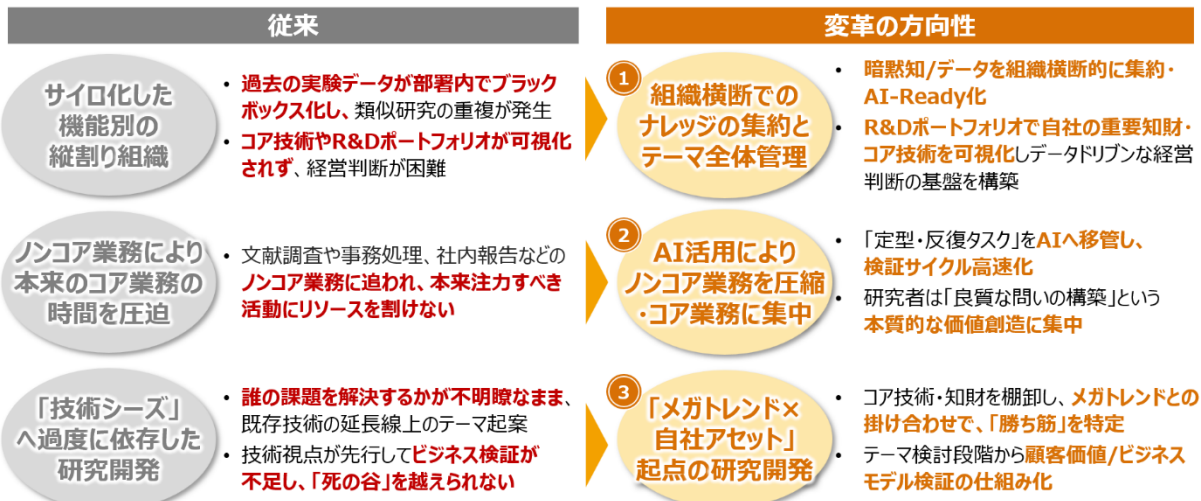 従来
変革の方向性
サイロ化した
機能別の
縦割り組織
• 過去の実験データが部署内でブラック
ボックス化し、類似研究の重複が発生
• コア技術やR&Dポートフォリオが可視化
されず、経営判断が困難
1
組織横断での
ナレッジの集約と
テーマ全体管理
• 暗黙知/データを組織横断的に集約・
AI-Ready化
• R&Dポートフォリオで自社の重要知財・
コア技術を可視化しデータドリブンな経営
判断の基盤を構築
ノンコア業務により
本来のコア業務の
時間を圧迫
• 文献調査や事務処理、社内報告などの
ノンコア業務に追われ、本来注力すべき
活動にリソースを割けない
2
AI活用により
ノンコア業務を圧縮
・コア業務に集中
• 「定型・反復タスク」をAIへ移管し、
検証サイクル高速化
• 研究者は「良質な問いの構築」という
本質的な価値創造に集中
「技術シーズ」
へ過度に依存した
研究開発
• 誰の課題を解決するかが不明瞭なまま、
既存技術の延長線上のテーマ起案
• 技術視点が先行してビジネス検証が
不足し、「死の谷」を越えられない
3
「メガトレンド×
自社アセット」
起点の研究開発
• コア技術・知財を棚卸し、メガトレンドとの
掛け合わせで、「勝ち筋」を特定
• テーマ検討段階から顧客価値/ビジネス
モデル検証の仕組み化